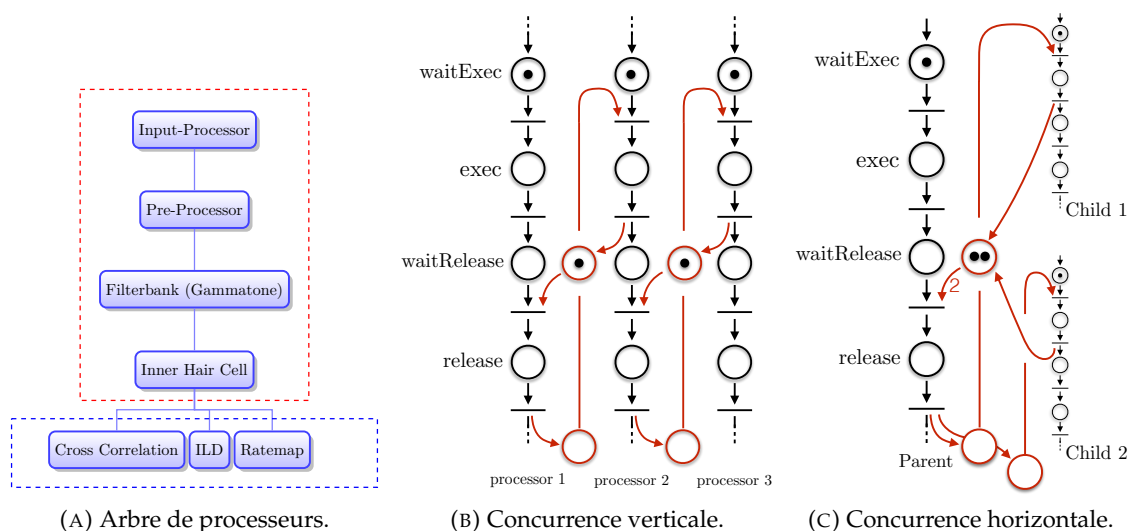 Input-Processor
Pre-Processor
Filterbank (Gammatone)
Inner Hair Cell
Cross Correlation ILD Ratemap
(A) Arbre de processeurs.
waitExec
exec
waitRelease
release
processor 1 processor 2 processor 3
(B) Concurrence verticale.
waitExec
exec
waitRelease
2
release
Parent
Child 1
Child 2
(C) Concurrence horizontale.